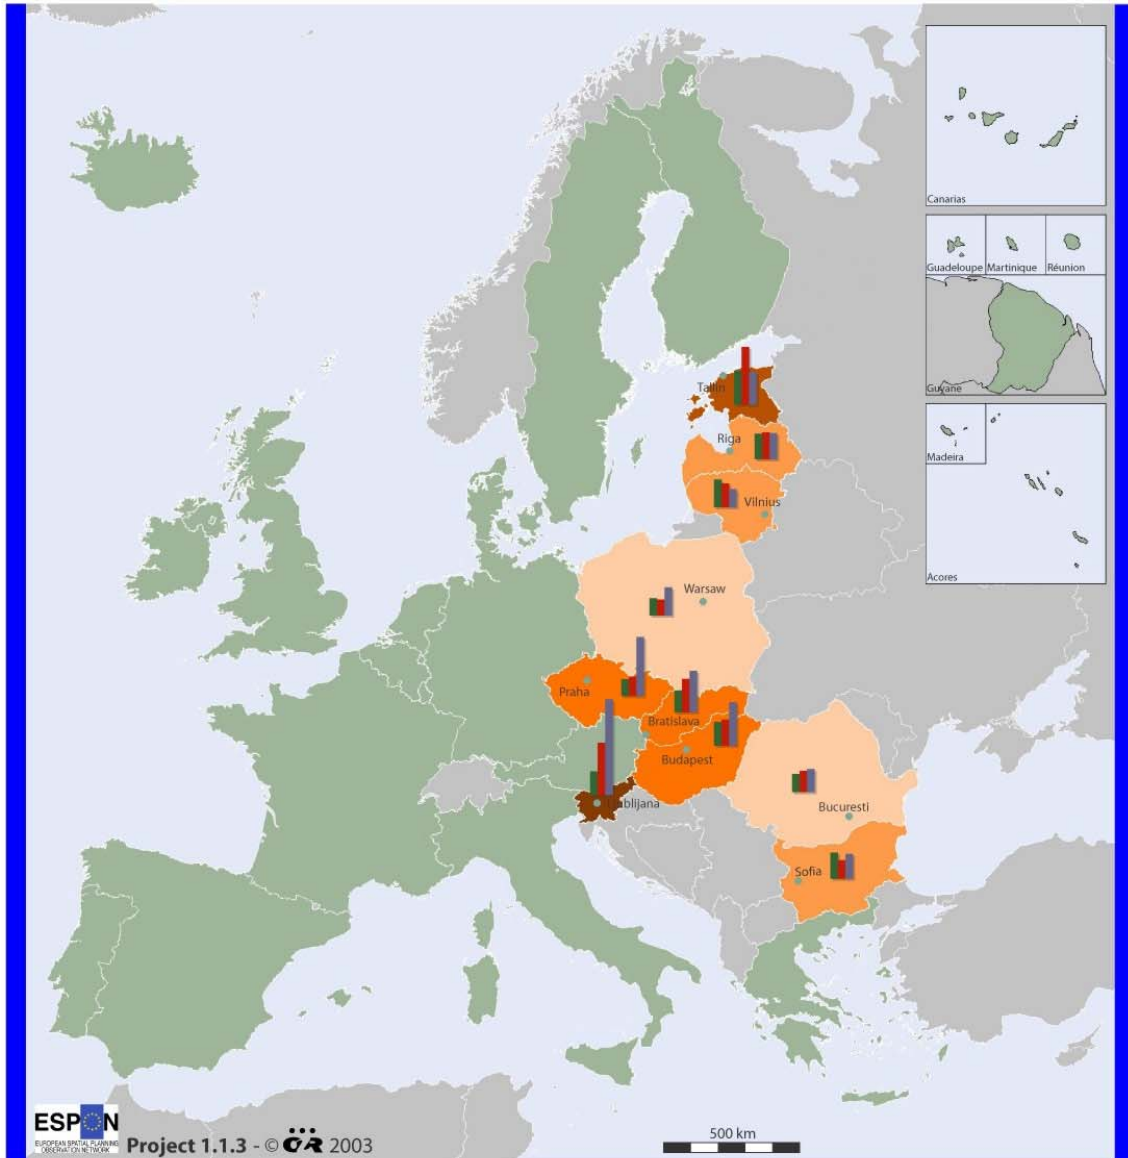 Canarias
Guadeloupe
Martinique
Réunion
Guyane
Madeira
Acores
Tallin
Riga
Vilnius
Warsaw
Praha
Bratislava
Budapest
Ljublijana
Bucuresti
Sofia
ESPON
EUROPEAN SPATIAL PLANNING
OBSERVATION NETWORK
Project 1.1.3 - © ÖR 2003
500 km